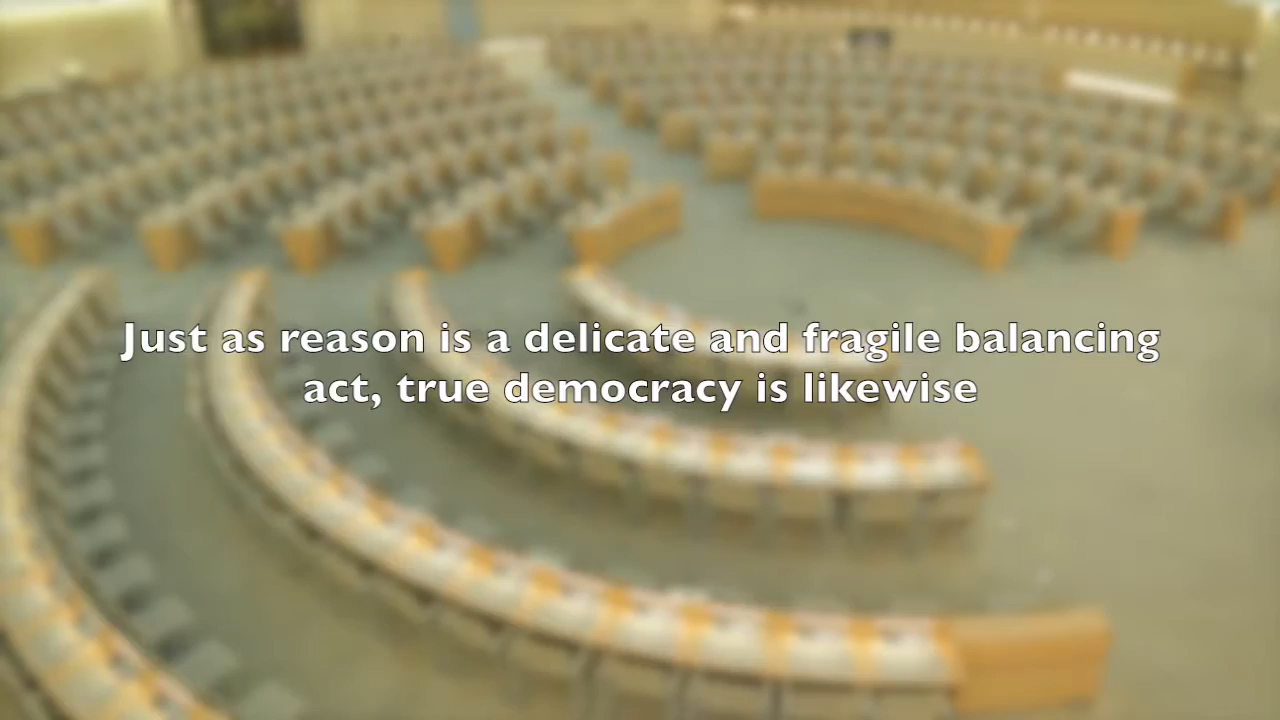 Just as reason is a delicate and fragile balancing
act, true democracy is likewise